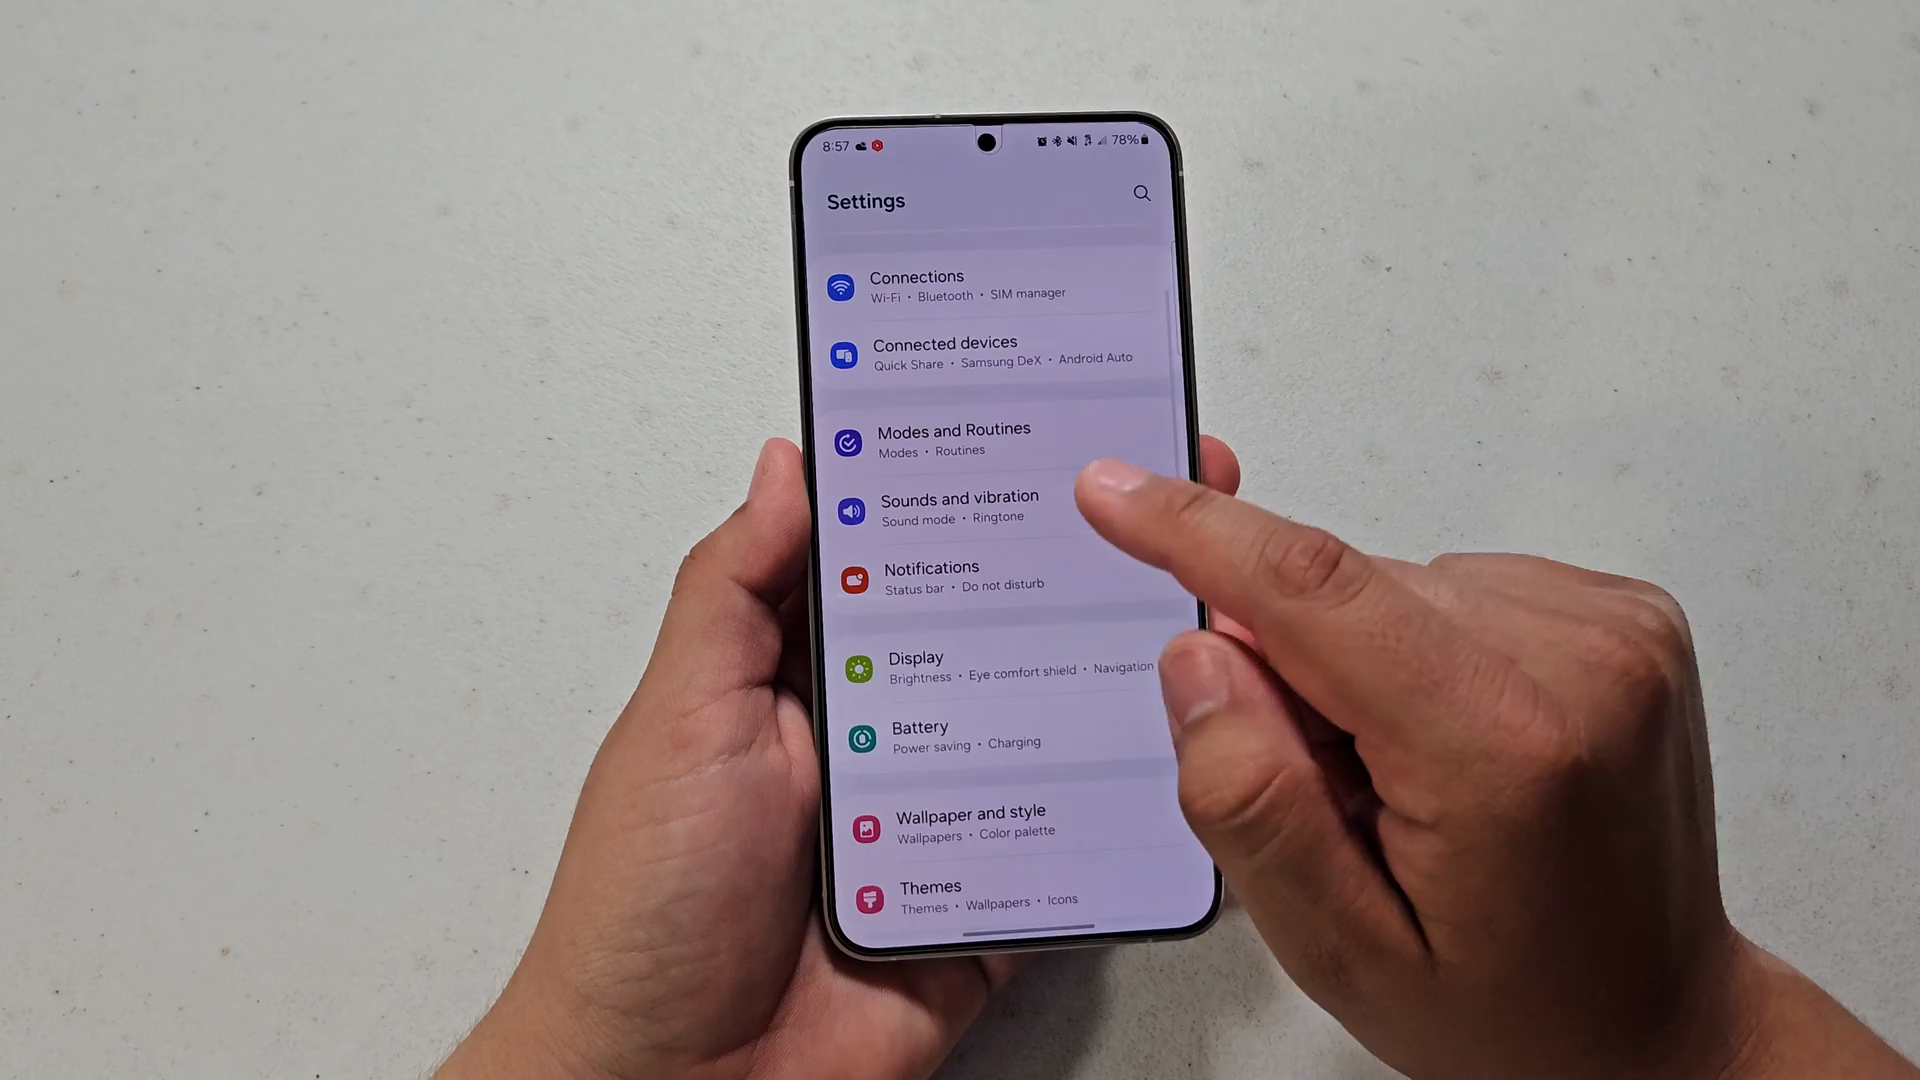 8:57
78%
Settings
Connections
Wi-Fi • Bluetooth • SIM manager
Connected devices
Quick Share • Samsung DeX • Android Auto
Modes and Routines
Modes • Routines
Sounds and vibration
Sound mode • Ringtone
Notifications
Status bar • Do not disturb
Display
Brightness • Eye comfort shield • Navigation
Battery
Power saving • Charging
Wallpaper and style
Wallpapers • Color palette
Themes
Themes • Wallpapers • Icons